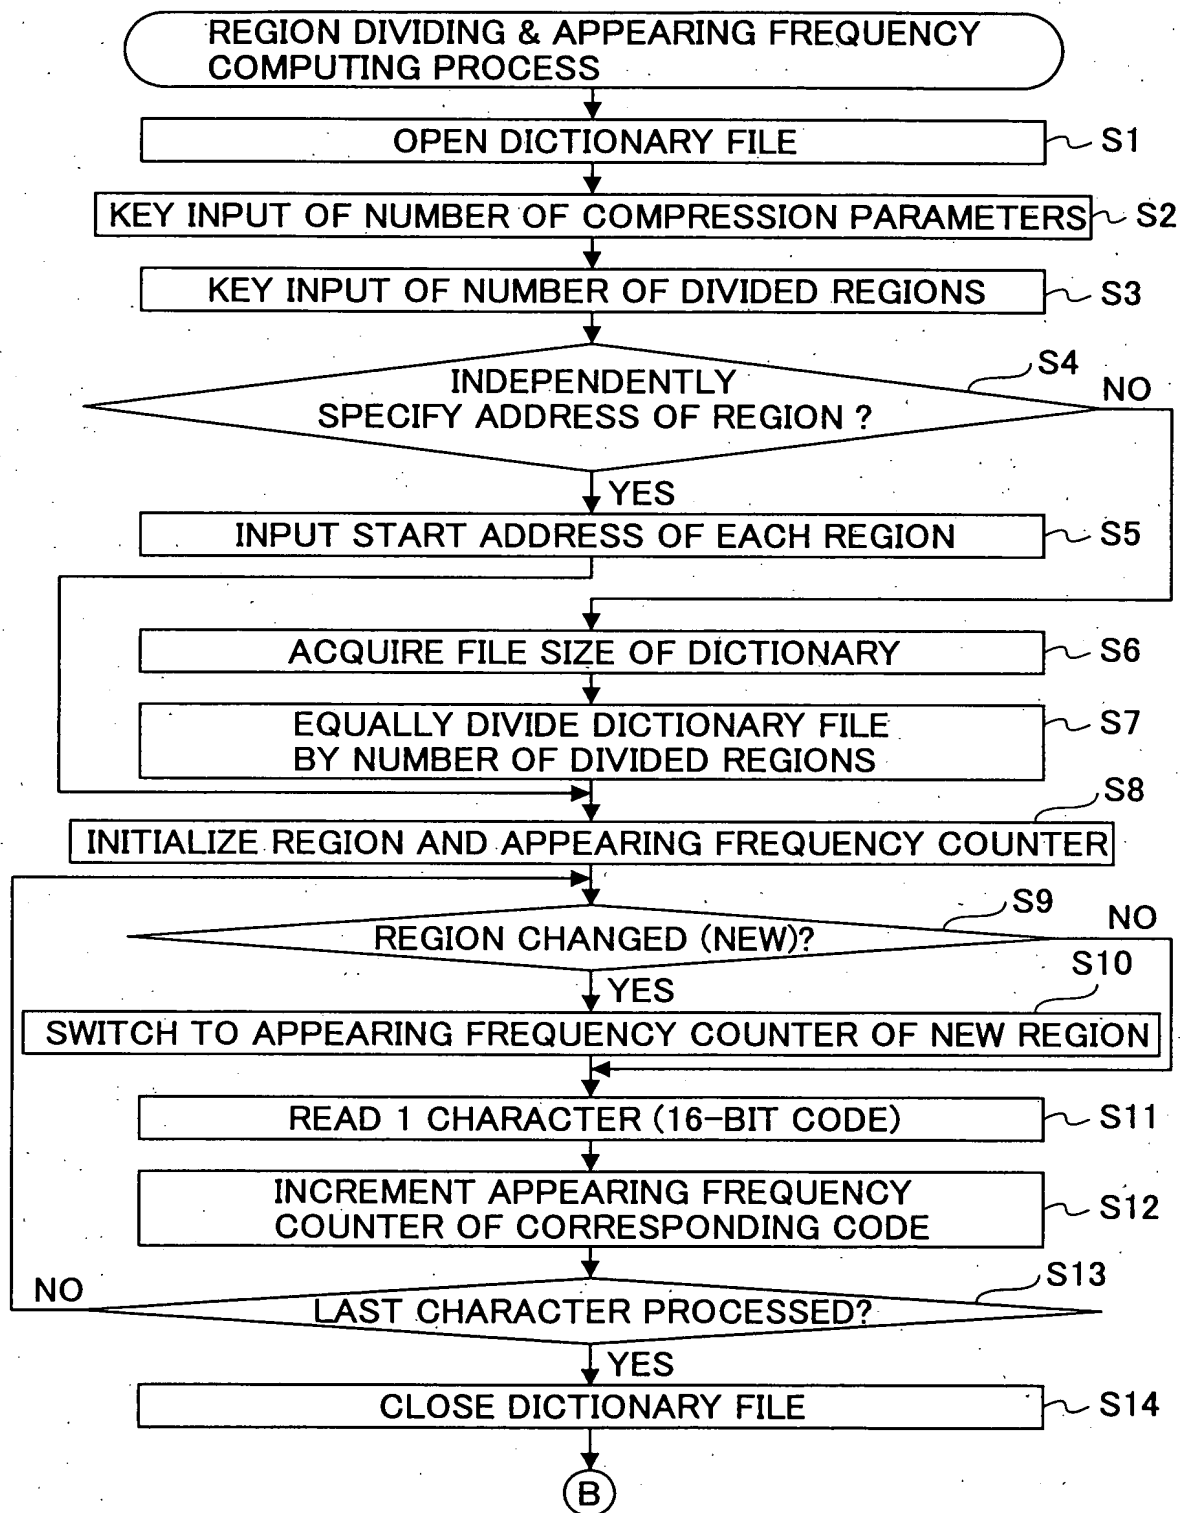 REGION DIVIDING & APPEARING FREQUENCY
COMPUTING PROCESS
OPEN DICTIONARY FILE
S1
KEY INPUT OF NUMBER OF COMPRESSION PARAMETERS
S2
KEY INPUT OF NUMBER OF DIVIDED REGIONS
S3
S4
INDEPENDENTLY
SPECIFY ADDRESS OF REGION ?
NO
YES
INPUT START ADDRESS OF EACH REGION
S5
ACQUIRE FILE SIZE OF DICTIONARY
S6
EQUALLY DIVIDE DICTIONARY FILE
BY NUMBER OF DIVIDED REGIONS
S7
S8
INITIALIZE REGION AND APPEARING FREQUENCY COUNTER
S9
REGION CHANGED (NEW)?
NO
YES
S10
SWITCH TO APPEARING FREQUENCY COUNTER OF NEW REGION
READ 1 CHARACTER (16-BIT CODE)
S11
INCREMENT APPEARING FREQUENCY
COUNTER OF CORRESPONDING CODE
S12
S13
NO
LAST CHARACTER PROCESSED?
YES
CLOSE DICTIONARY FILE
S14
B